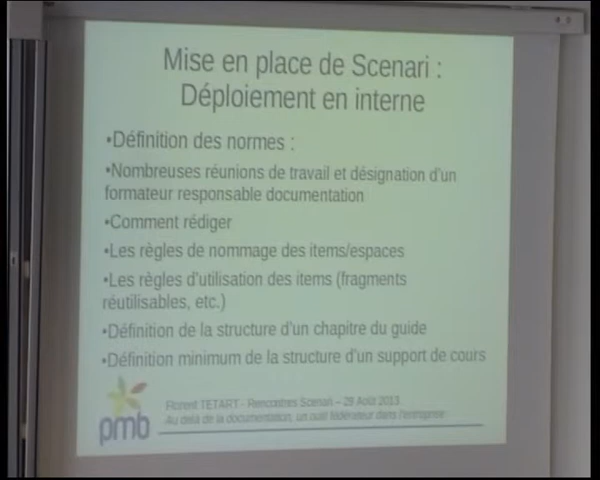 Mise en place de Scenari :
Déploiement en interne
•Définition des normes :
•Nombreuses réunions de travail et désignation d'un
formateur responsable documentation
•Comment rédiger
•Les règles de nommage des items/espaces
•Les règles d'utilisation des items (fragments
réutilisables, etc.)
•Définition de la structure d'un chapitre du guide
•Définition minimum de la structure d'un support de cours
pmb
Florent TETART - Rencontres Scenari – 29 Août 2013
Au delà de la documentation, un outil fédérateur dans l'entreprise